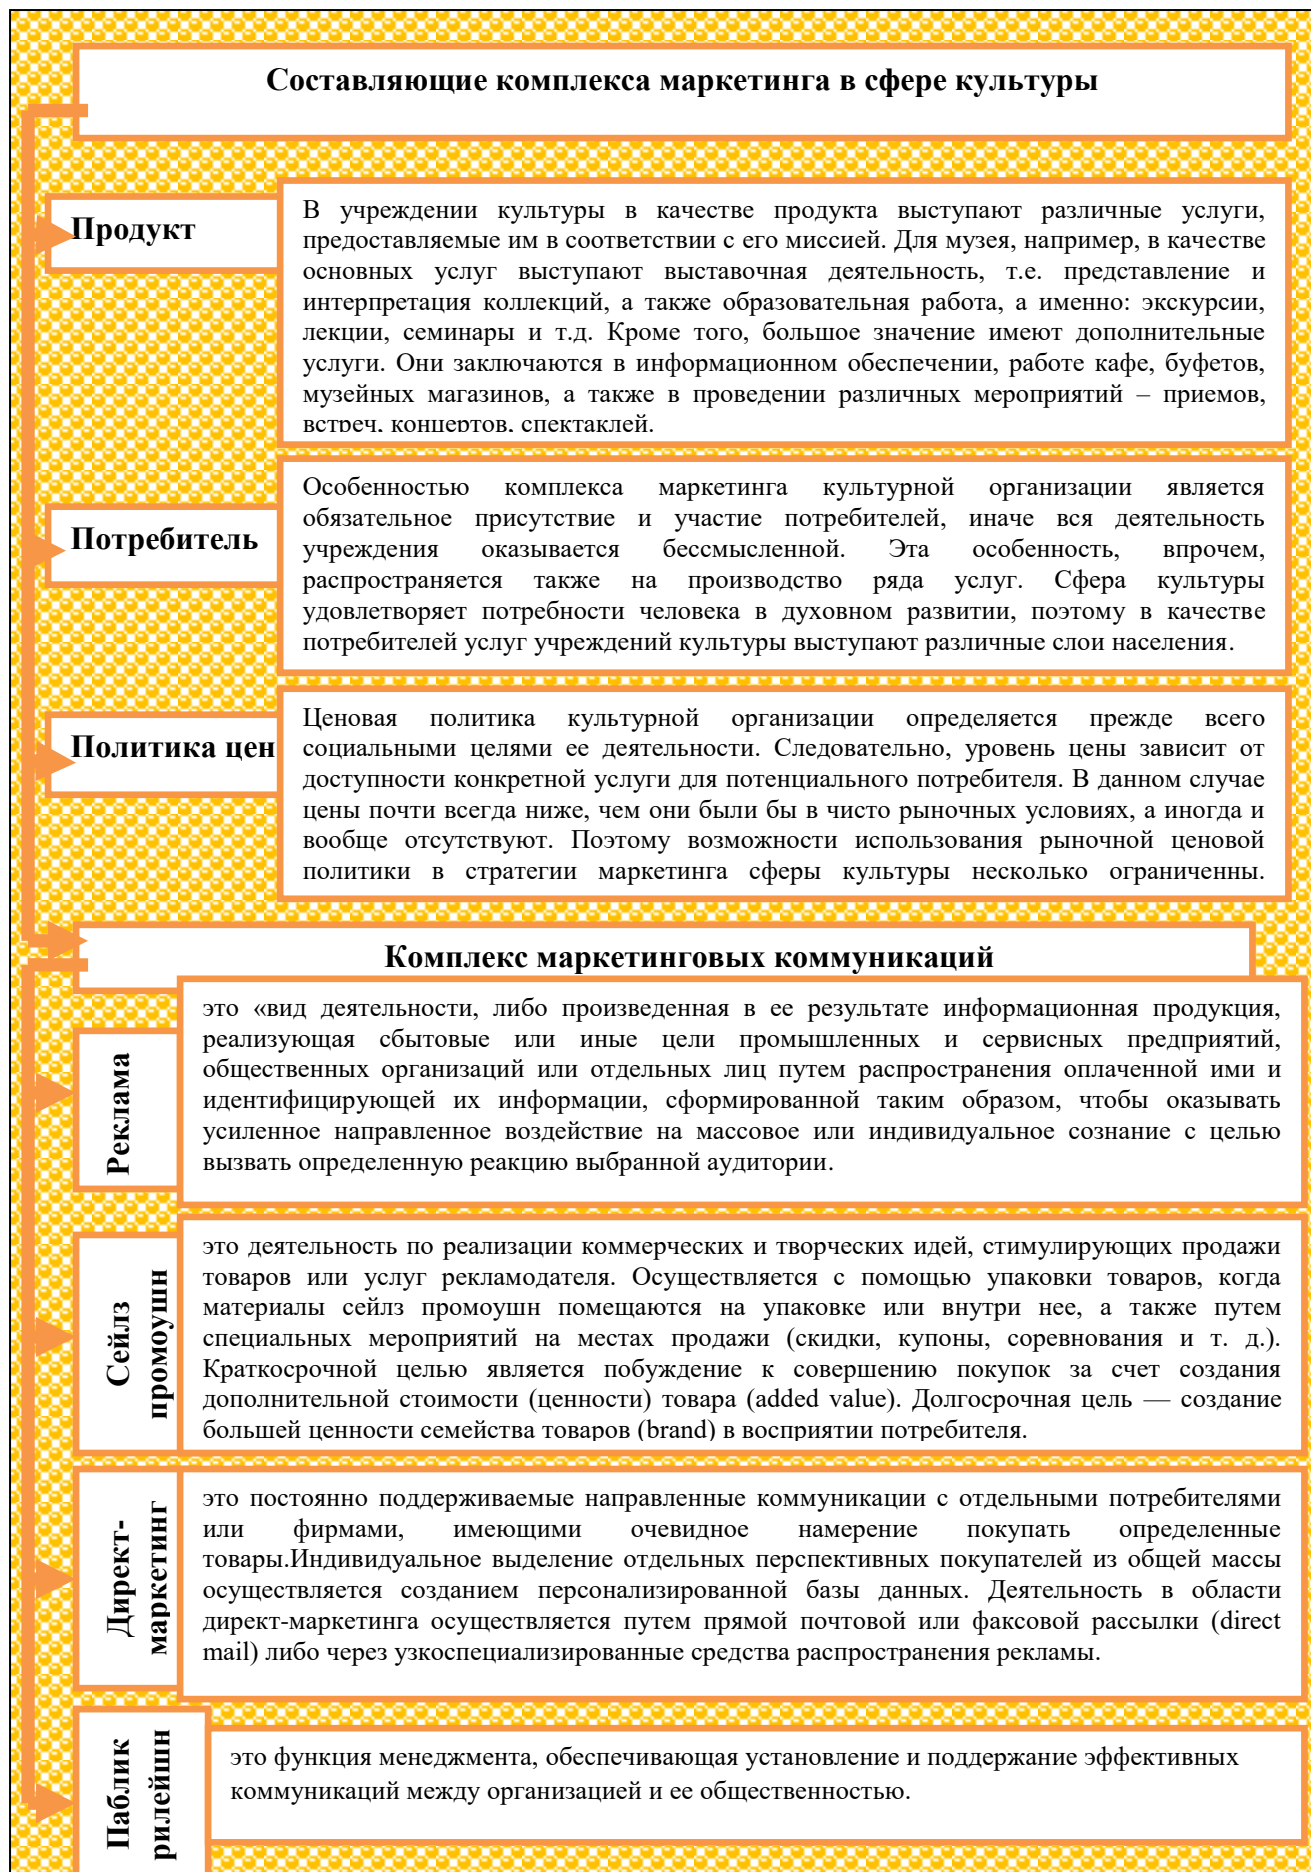 Составляющие комплекса маркетинга в сфере культуры
Продукт
В учреждении культуры в качестве продукта выступают различные услуги,
предоставляемые им в соответствии с его миссией. Для музея, например, в качестве
основных услуг выступают выставочная деятельность, т.е. представление и
интерпретация коллекций, а также образовательная работа, а именно: экскурсии,
лекции, семинары и т.д. Кроме того, большое значение имеют дополнительные
услуги. Они заключаются в информационном обеспечении, работе кафе, буфетов,
музейных магазинов, а также в проведении различных мероприятий – приемов,
встреч, концертов, спектаклей.
Потребитель
Особенностью комплекса маркетинга культурной организации является
обязательное присутствие и участие потребителей, иначе вся деятельность
учреждения оказывается бессмысленной. Эта особенность, впрочем,
распространяется также на производство ряда услуг. Сфера культуры
удовлетворяет потребности человека в духовном развитии, поэтому в качестве
потребителей услуг учреждений культуры выступают различные слои населения.
Политика цен
Ценовая политика культурной организации определяется прежде всего
социальными целями ее деятельности. Следовательно, уровень цены зависит от
доступности конкретной услуги для потенциального потребителя. В данном случае
цены почти всегда ниже, чем они были бы в чисто рыночных условиях, а иногда и
вообще отсутствуют. Поэтому возможности использования рыночной ценовой
политики в стратегии маркетинга сферы культуры несколько ограниченны.
Комплекс маркетинговых коммуникаций
Реклама
это «вид деятельности, либо произведенная в ее результате информационная продукция,
реализующая сбытовые или иные цели промышленных и сервисных предприятий,
общественных организаций или отдельных лиц путем распространения оплаченной ими и
идентифицирующей их информации, сформированной таким образом, чтобы оказывать
усиленное направленное воздействие на массовое или индивидуальное сознание с целью
вызвать определенную реакцию выбранной аудитории.
Сейлз
промоушн
это деятельность по реализации коммерческих и творческих идей, стимулирующих продажи
товаров или услуг рекламодателя. Осуществляется с помощью упаковки товаров, когда
материалы сейлз промоушн помещаются на упаковке или внутри нее, а также путем
специальных мероприятий на местах продажи (скидки, купоны, соревнования и т. д.).
Краткосрочной целью является побуждение к совершению покупок за счет создания
дополнительной стоимости (ценности) товара (added value). Долгосрочная цель — создание
большей ценности семейства товаров (brand) в восприятии потребителя.
Директ-
маркетинг
это постоянно поддерживаемые направленные коммуникации с отдельными потребителями
или фирмами, имеющими очевидное намерение покупать определенные
товары.Индивидуальное выделение отдельных перспективных покупателей из общей массы
осуществляется созданием персонализированной базы данных. Деятельность в области
директ-маркетинга осуществляется путем прямой почтовой или факсовой рассылки (direct
mail) либо через узкоспециализированные средства распространения рекламы.
Паблик
рилейшн
это функция менеджмента, обеспечивающая установление и поддержание эффективных
коммуникаций между организацией и ее общественностью.